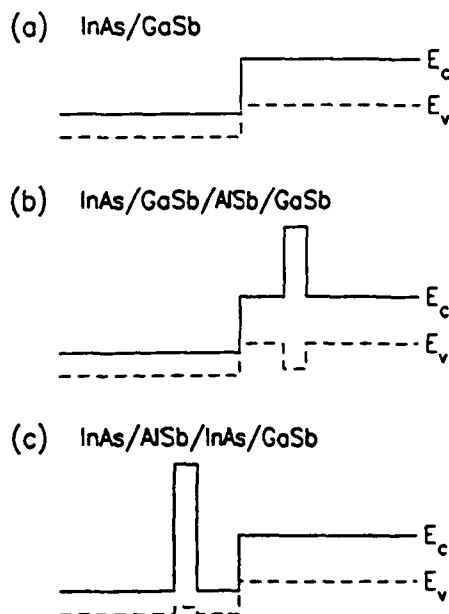 (a) InAs/GaSb
E_c
E_v
(b) InAs/GaSb/AlSb/GaSb
E_c
E_v
(c) InAs/AlSb/InAs/GaSb
E_c
E_v